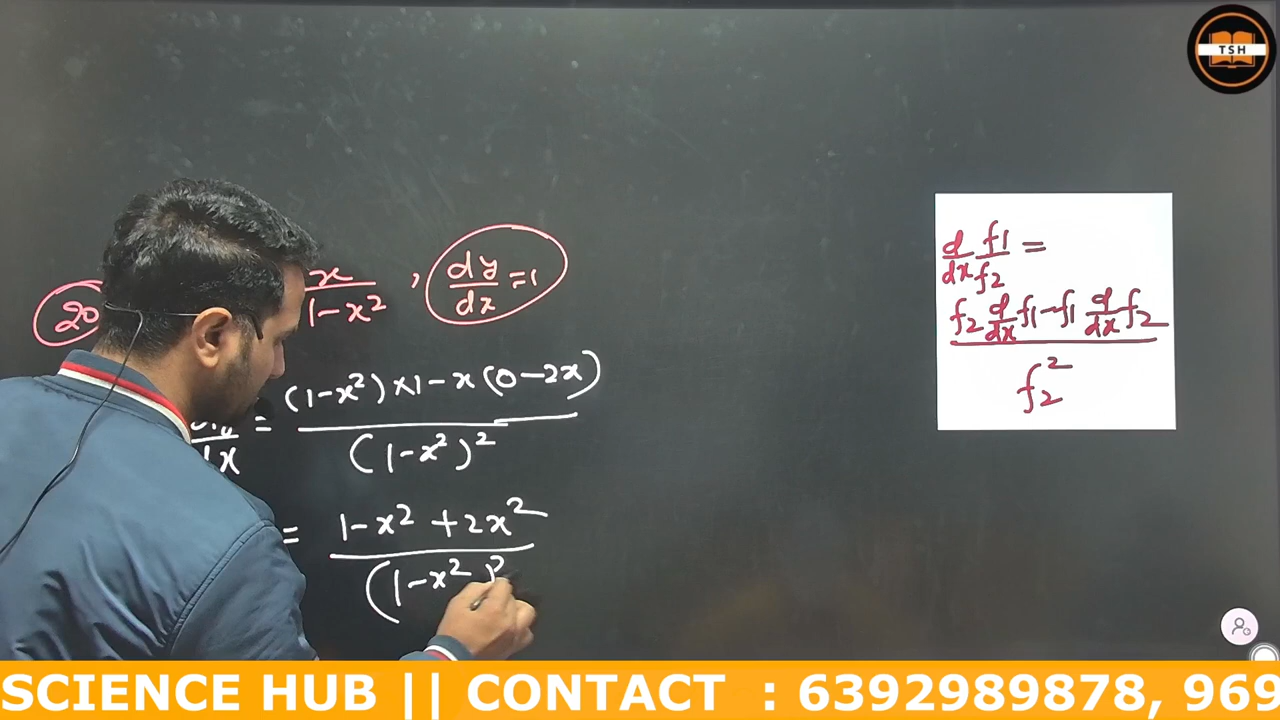 TSH
20 x/(1-x²) , dy/dx = 1
= ((1-x²)×1-x(0-2x))/(1-x²)²
= (1-x²+2x²)/(1-x²)
d/dx f1/f2 =
(f2 d/dx f1-f1 d/dx f2)/f2²
SCIENCE HUB || CONTACT : 6392989878, 969